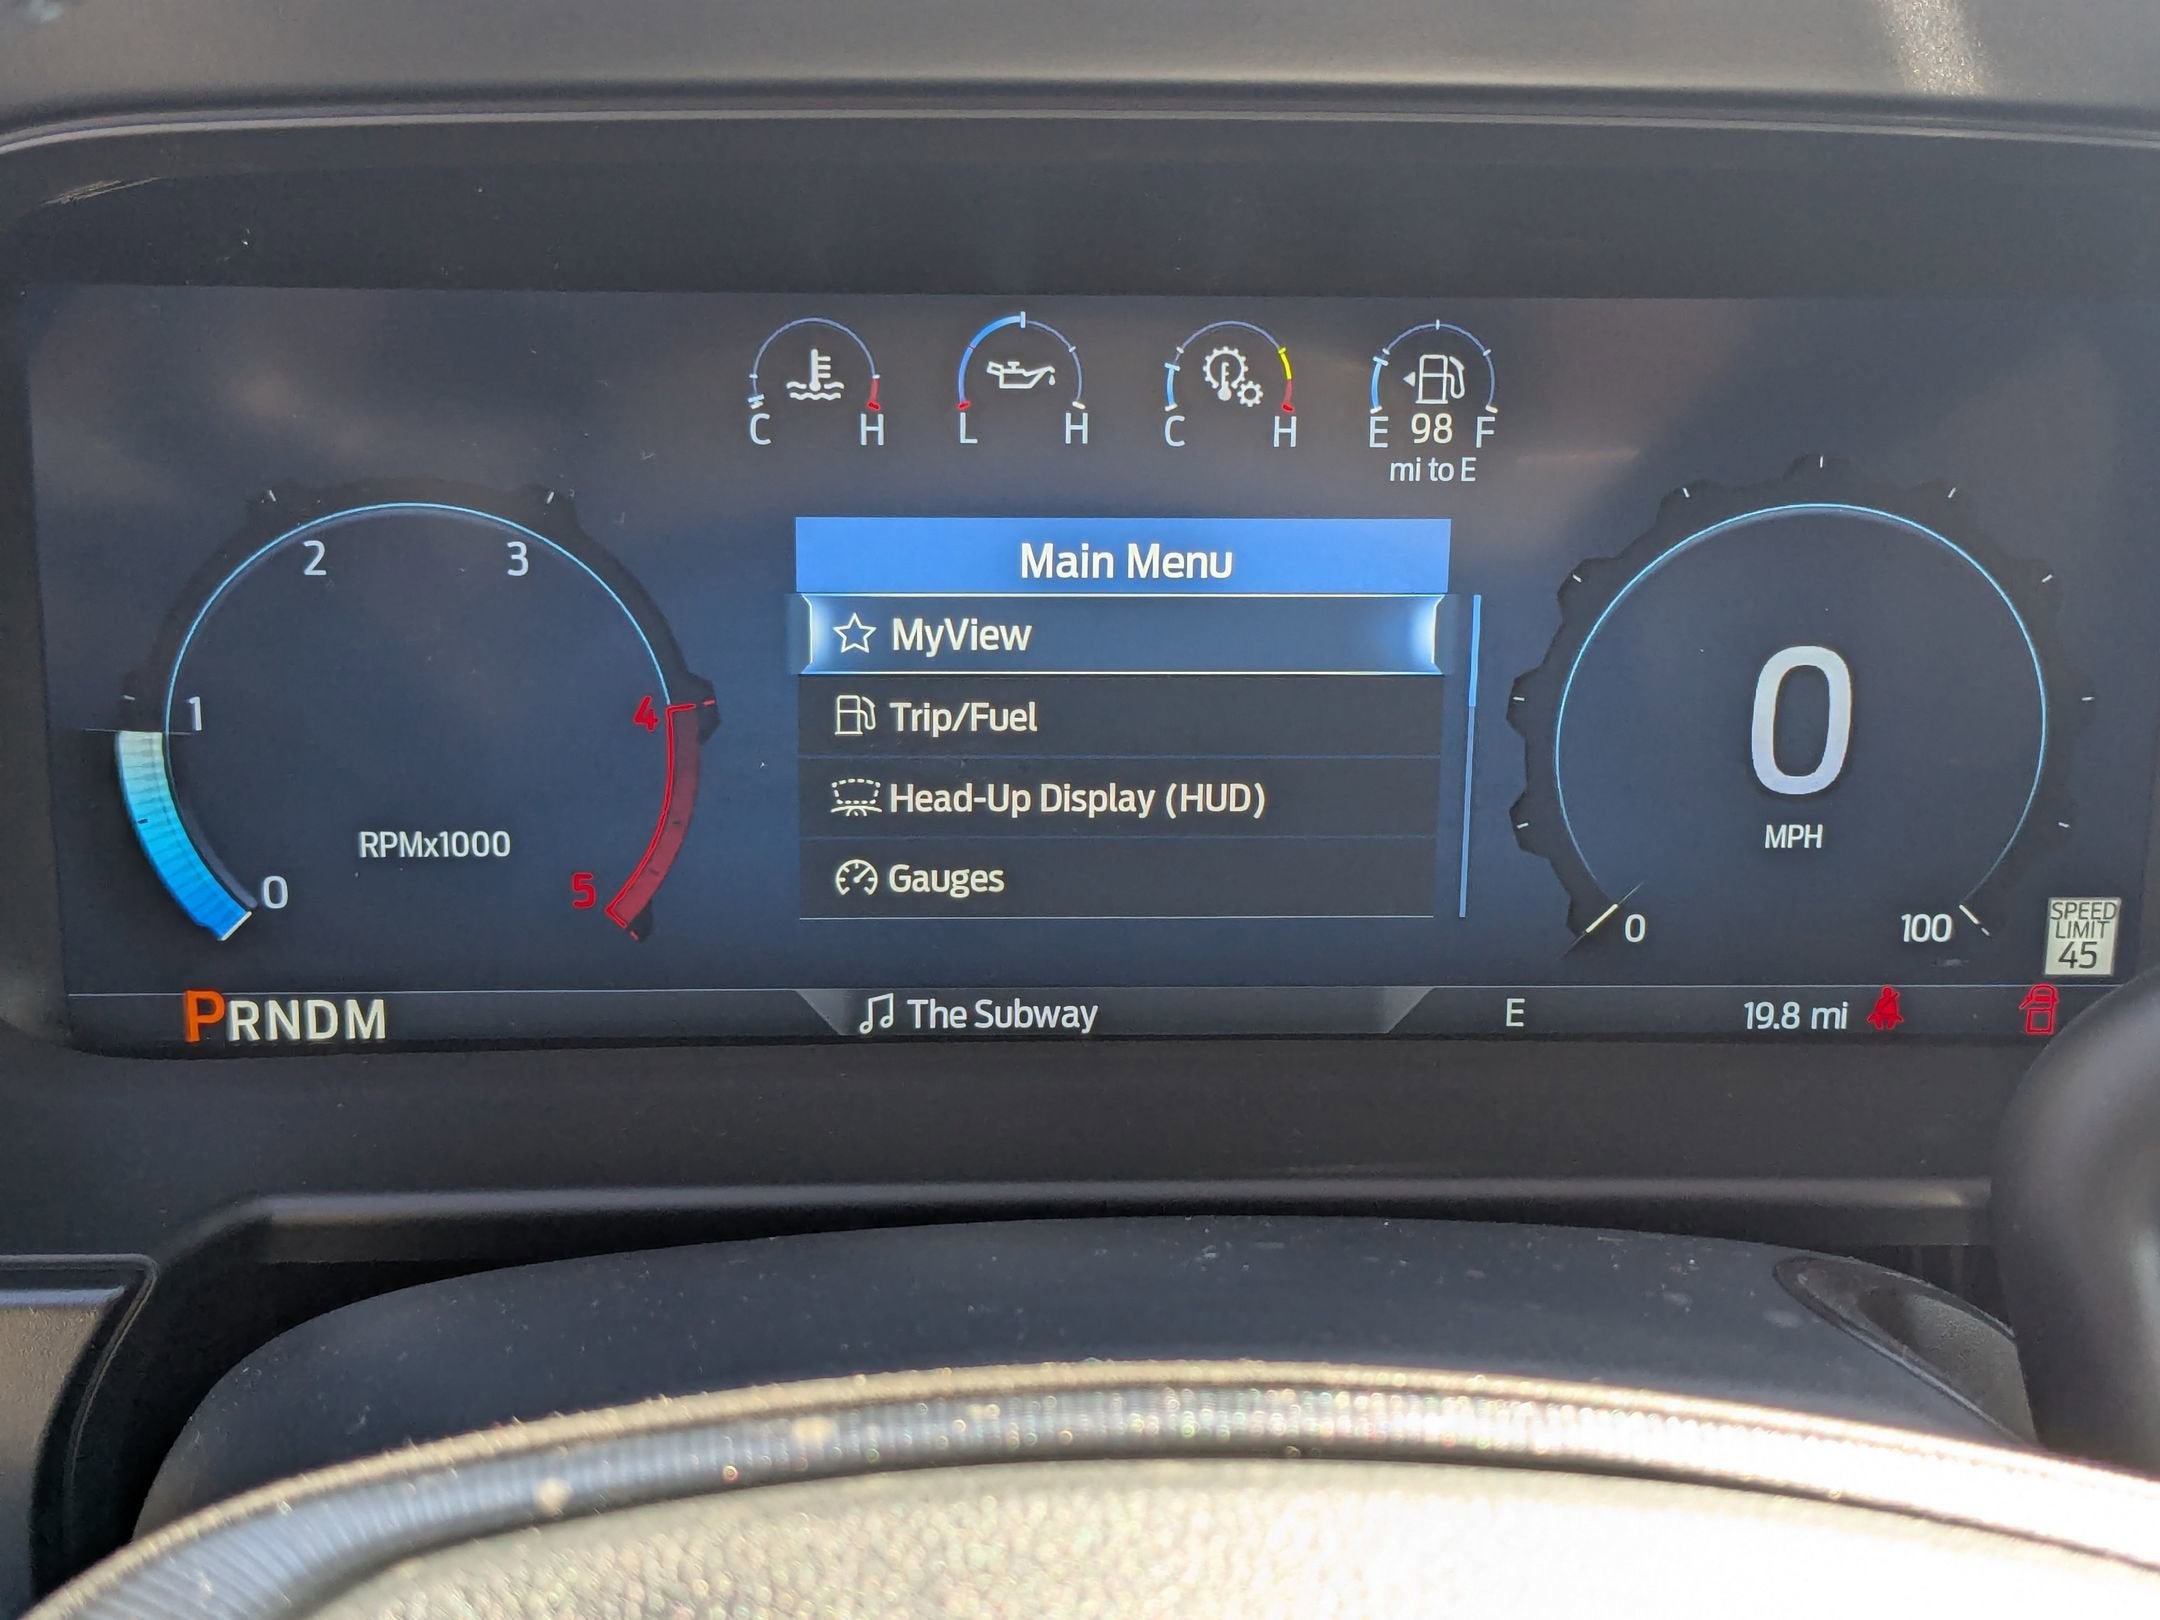 C H L H C H E 98 F
mi to E
Main Menu
MyView
Trip/Fuel
Head-Up Display (HUD)
Gauges
2 3
1 4
0 5
RPMx1000
0
MPH
0 100
SPEED
LIMIT
45
PRNDM
The Subway
E
19.8 mi